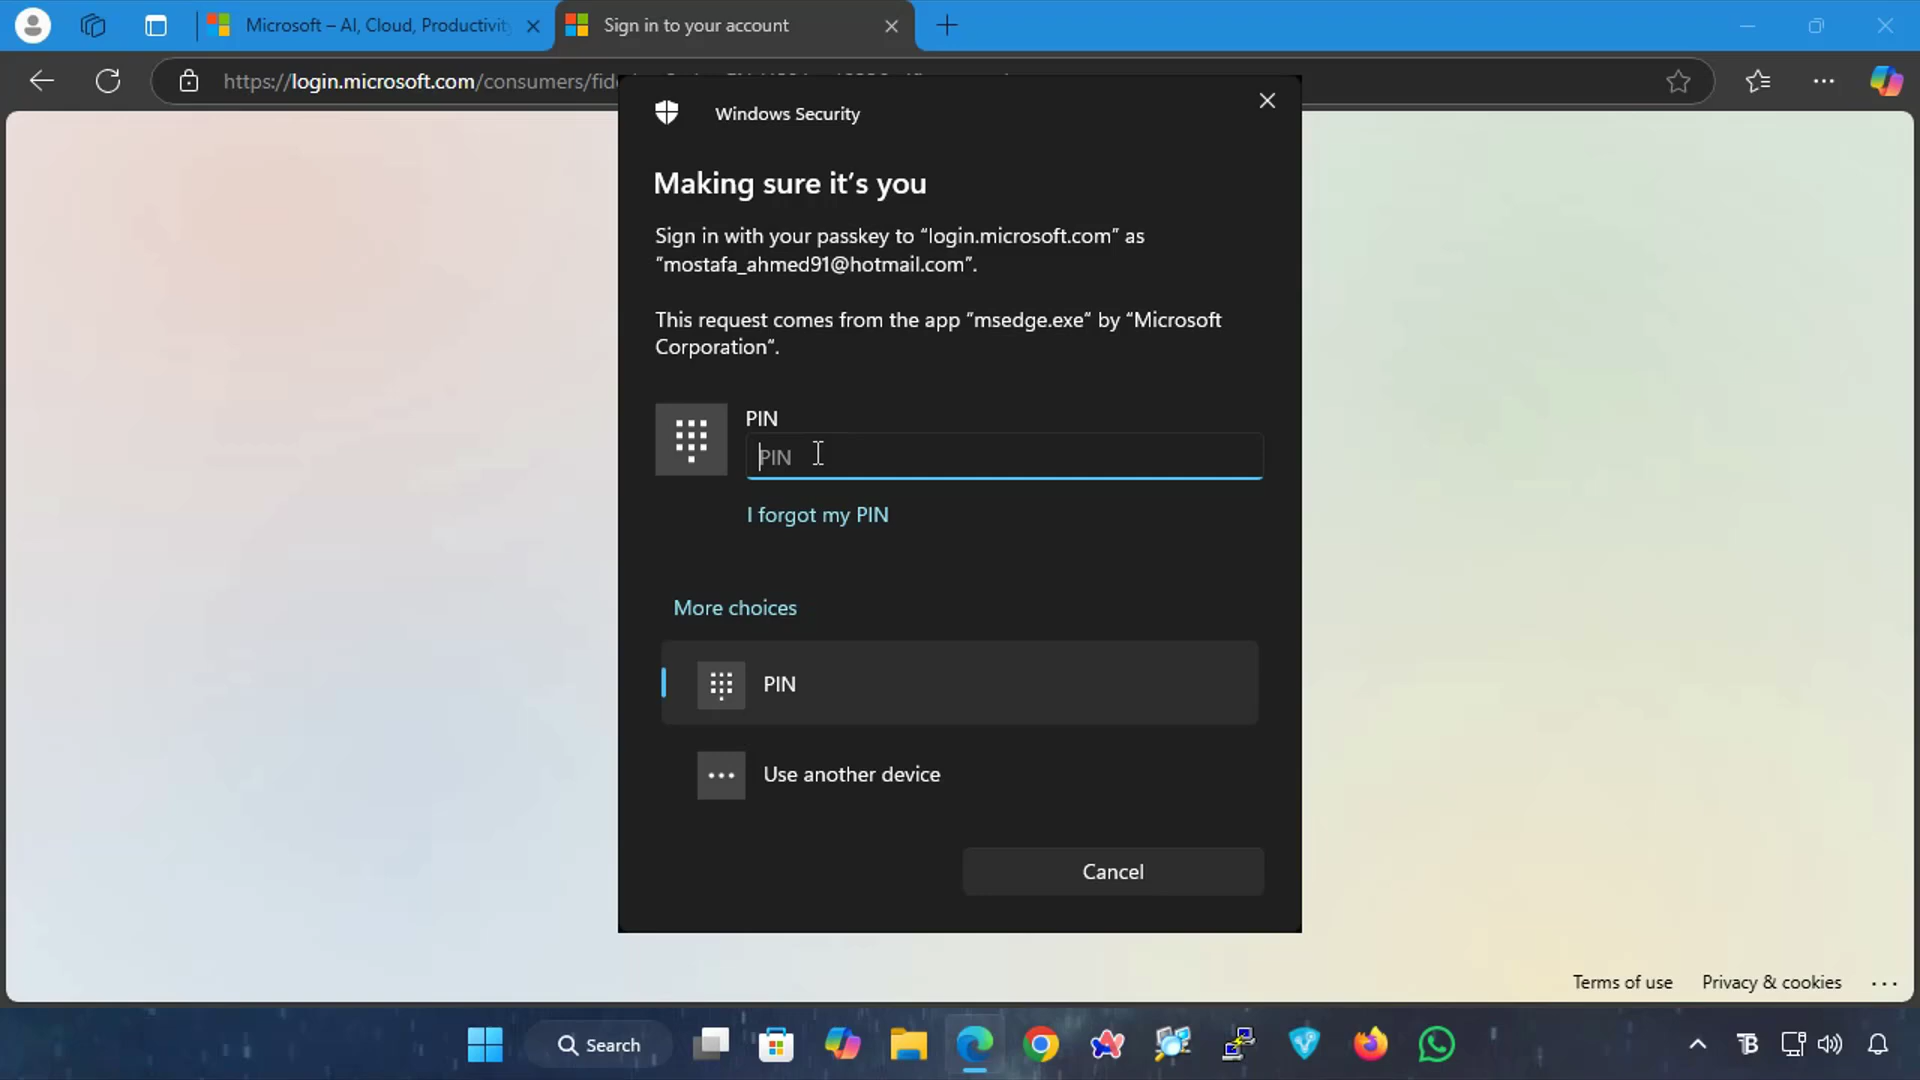 Microsoft – AI, Cloud, Productivity
Sign in to your account
https://login.microsoft.com/consumers/fid
Windows Security
Making sure it’s you
Sign in with your passkey to “login.microsoft.com” as
“mostafa_ahmed91@hotmail.com”.
This request comes from the app “msedge.exe” by “Microsoft
Corporation”.
PIN
PIN
I forgot my PIN
More choices
PIN
Use another device
Cancel
Terms of use
Privacy & cookies
Search